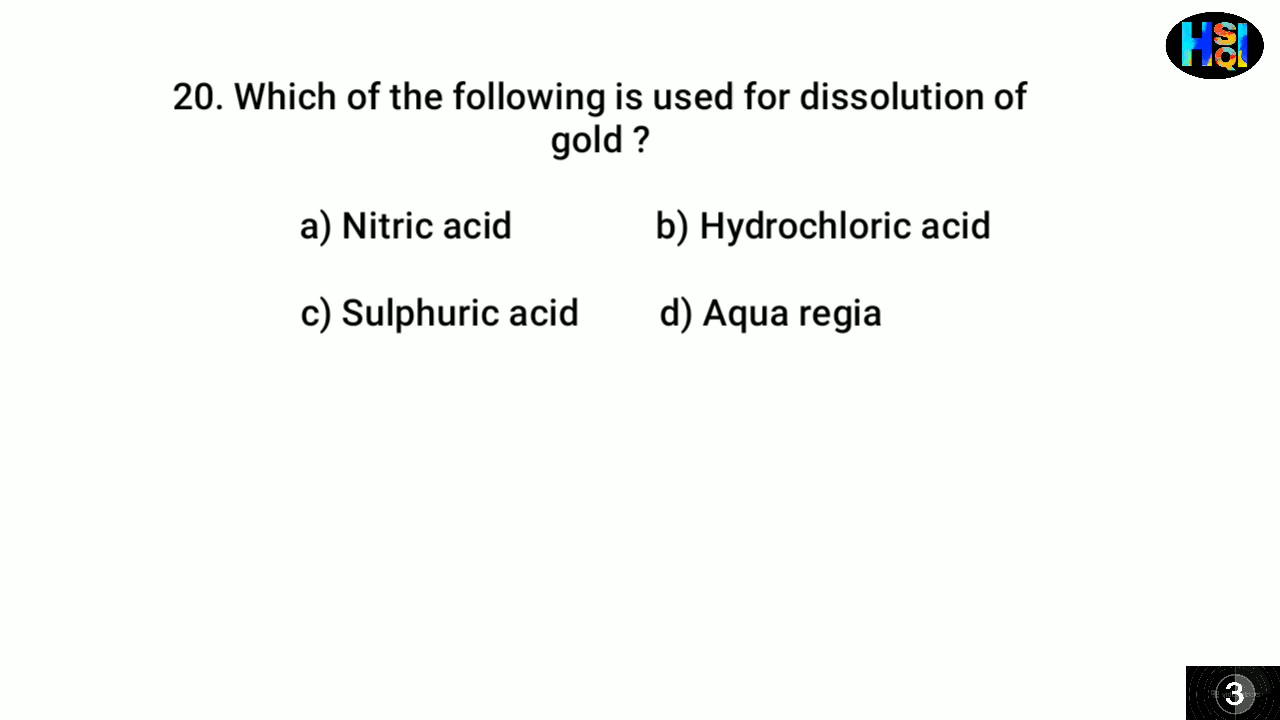 20. Which of the following is used for dissolution of
gold ?
a) Nitric acid b) Hydrochloric acid
c) Sulphuric acid d) Aqua regia
HSQI
3